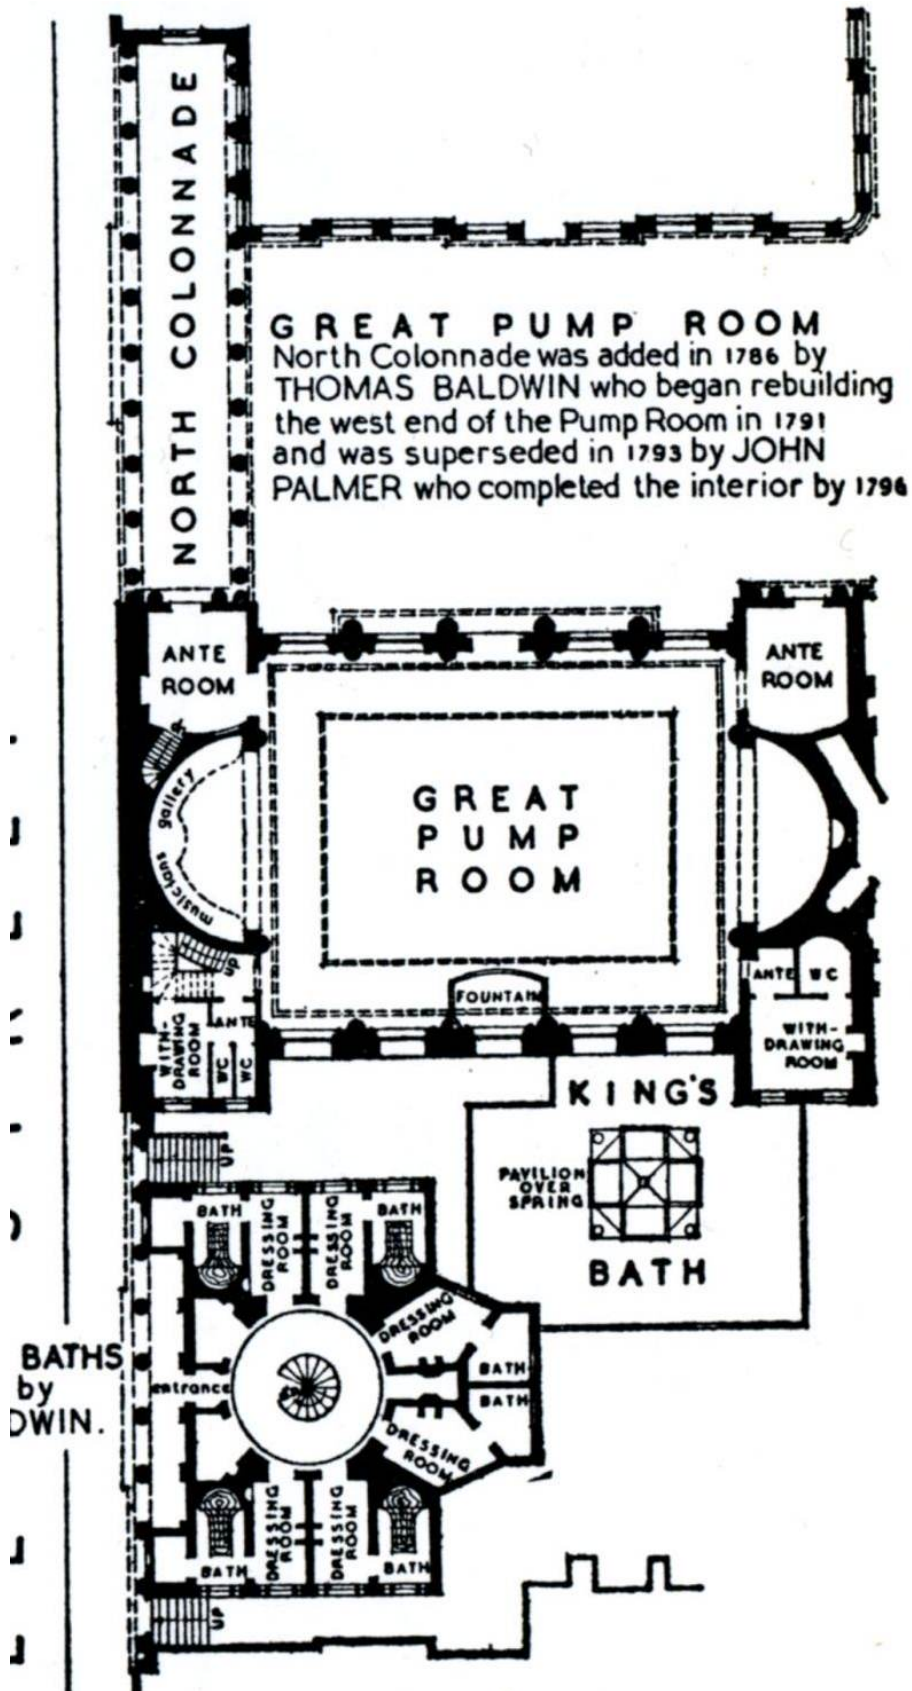 NORTH COLONNADE
GREAT PUMP ROOM
North Colonnade was added in 1786 by
THOMAS BALDWIN who began rebuilding
the west end of the Pump Room in 1791
and was superseded in 1793 by JOHN
PALMER who completed the interior by 1796
ANTE
ROOM
ANTE
ROOM
UP
musicians gallery
GREAT
PUMP
ROOM
UP
FOUNTAIN
ANTE
WC
WITH-
DRAWING
ROOM
ANTE
WC
WC
WITH-
DRAWING
ROOM
KING'S
BATH
PAVILION
OVER
SPRING
UP
BATH
DRESSING
ROOM
DRESSING
ROOM
BATH
DRESSING
ROOM
BATH
BATHS
by
DWIN.
entrance
BATH
DRESSING
ROOM
BATH
DRESSING
ROOM
DRESSING
ROOM
BATH
UP